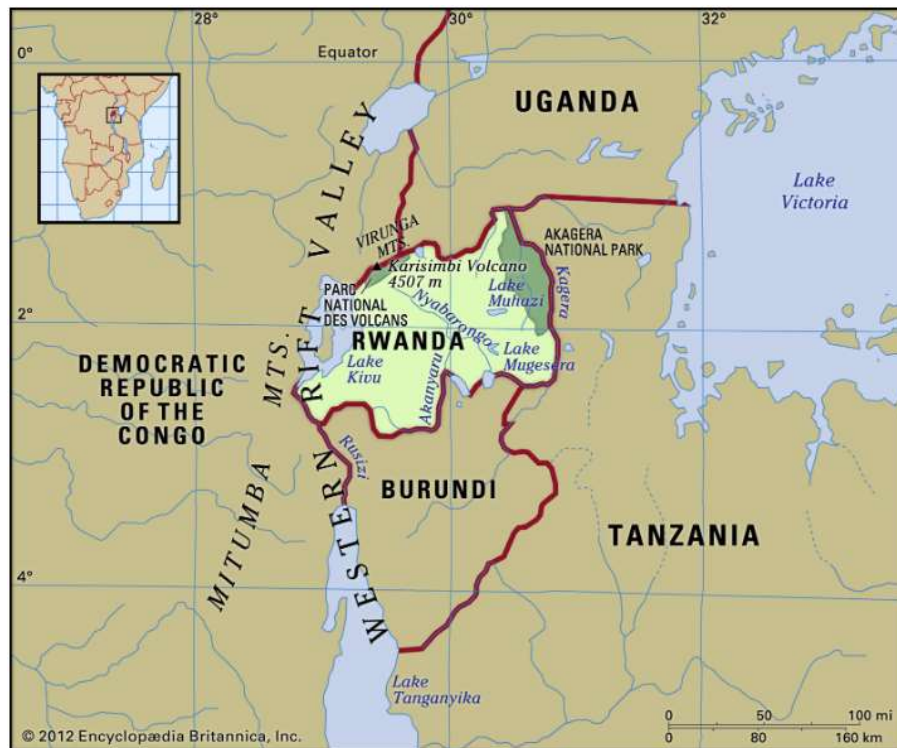 28°
30°
32°
0°
Equator
UGANDA
Lake
Victoria
WESTERN RIFT VALLEY
VIRUNGA
MTS.
AKAGERA
NATIONAL PARK
Karisimbi Volcano
4507 m
PARC
NATIONAL
DES VOLCANS
Lake
Muhazi
Kagera
Nyabarongo
2°
RWANDA
Lake
Kivu
Lake
Mugesera
Akanyaru
DEMOCRATIC
REPUBLIC
OF THE
CONGO
MITUMBA MTS.
Rusizi
BURUNDI
TANZANIA
4°
Lake
Tanganyika
0 50 100 mi
0 80 160 km
© 2012 Encyclopædia Britannica, Inc.